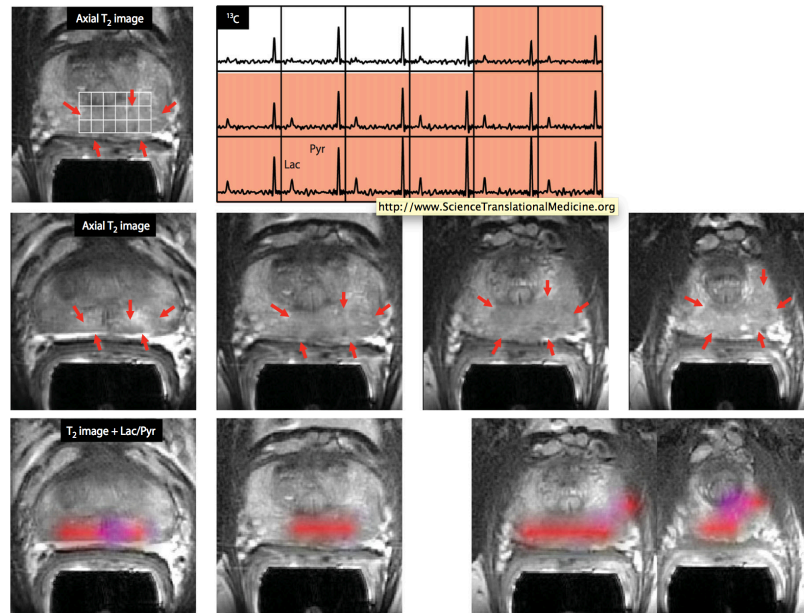 Axial T₂ image
¹³C
Pyr
Lac
http://www.ScienceTranslationalMedicine.org
Axial T₂ image
T₂ image + Lac/Pyr